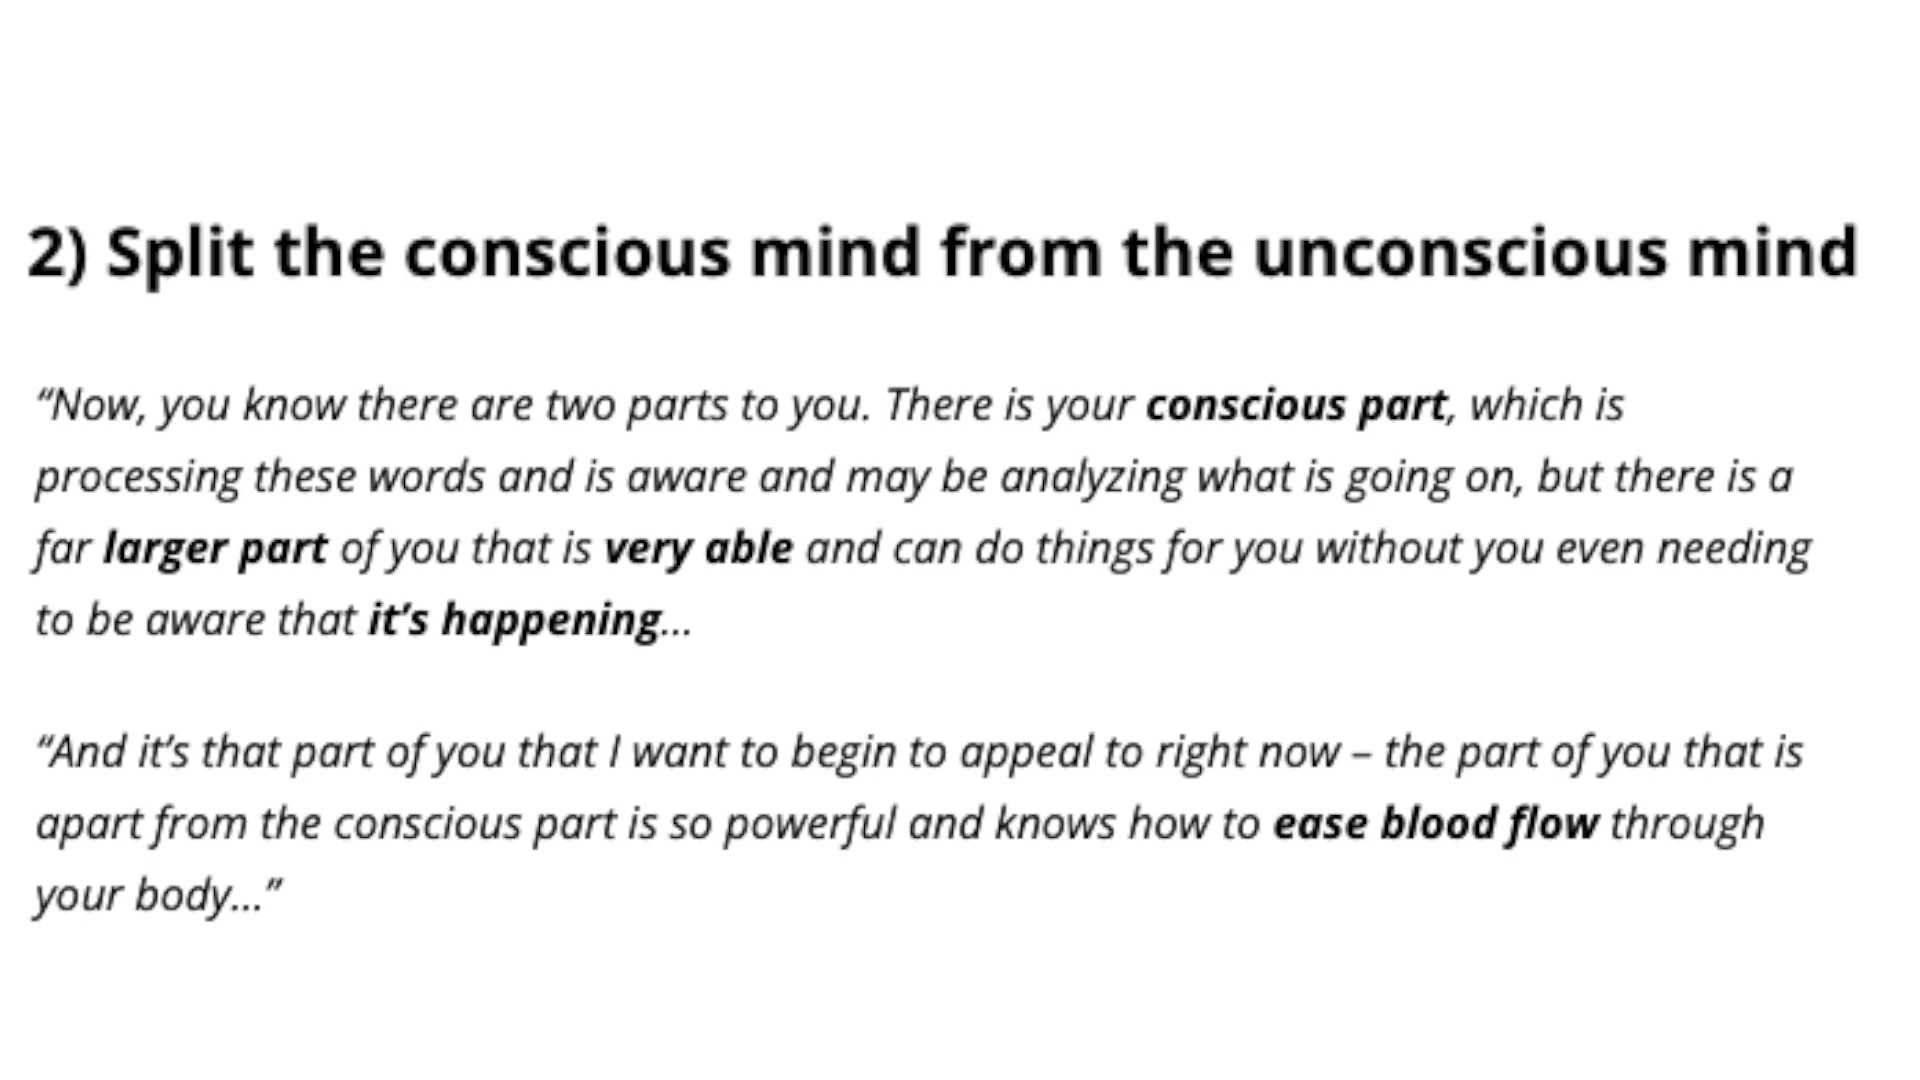 2) Split the conscious mind from the unconscious mind
“Now, you know there are two parts to you. There is your conscious part, which is
processing these words and is aware and may be analyzing what is going on, but there is a
far larger part of you that is very able and can do things for you without you even needing
to be aware that it’s happening…
“And it’s that part of you that I want to begin to appeal to right now – the part of you that is
apart from the conscious part is so powerful and knows how to ease blood flow through
your body…”